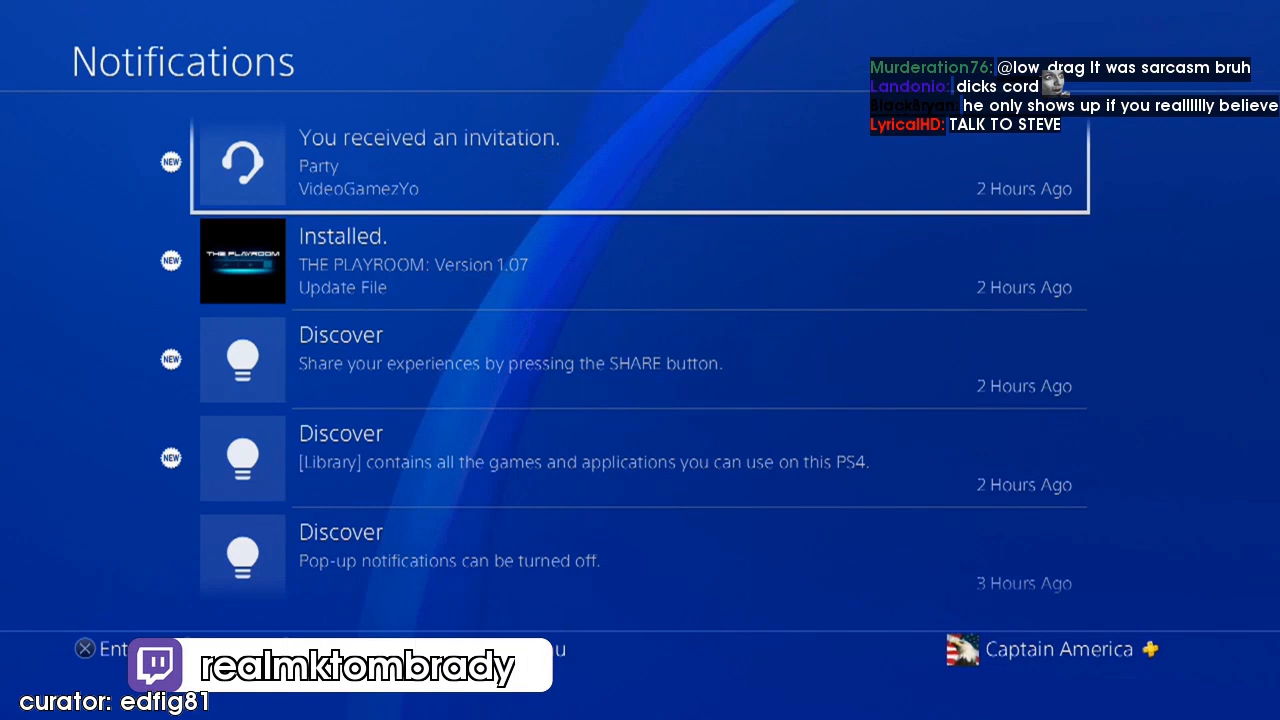 Notifications
Murderation76: @low_drag It was sarcasm bruh
Landonio: dicks cord
BlackBryan: he only shows up if you realllllly believe
LyricalHD: TALK TO STEVE
NEW
You received an invitation.
Party
VideoGamezYo
2 Hours Ago
NEW
THE PLAYROOM
Installed.
THE PLAYROOM: Version 1.07
Update File
2 Hours Ago
NEW
Discover
Share your experiences by pressing the SHARE button.
2 Hours Ago
NEW
Discover
[Library] contains all the games and applications you can use on this PS4.
2 Hours Ago
Discover
Pop-up notifications can be turned off.
3 Hours Ago
realmktombrady
Captain America
curator: edfig81